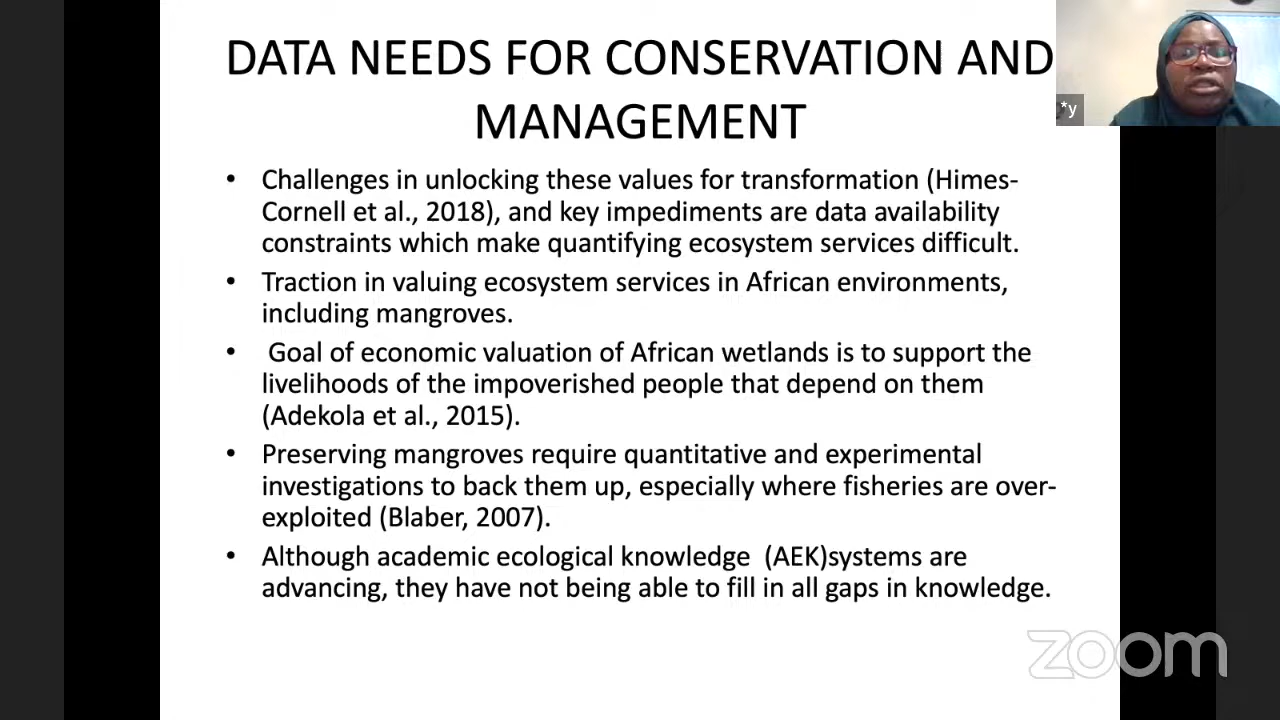 DATA NEEDS FOR CONSERVATION AND
MANAGEMENT
• Challenges in unlocking these values for transformation (Himes-
Cornell et al., 2018), and key impediments are data availability
constraints which make quantifying ecosystem services difficult.
• Traction in valuing ecosystem services in African environments,
including mangroves.
• Goal of economic valuation of African wetlands is to support the
livelihoods of the impoverished people that depend on them
(Adekola et al., 2015).
• Preserving mangroves require quantitative and experimental
investigations to back them up, especially where fisheries are over-
exploited (Blaber, 2007).
• Although academic ecological knowledge (AEK)systems are
advancing, they have not being able to fill in all gaps in knowledge.
*y
zoom